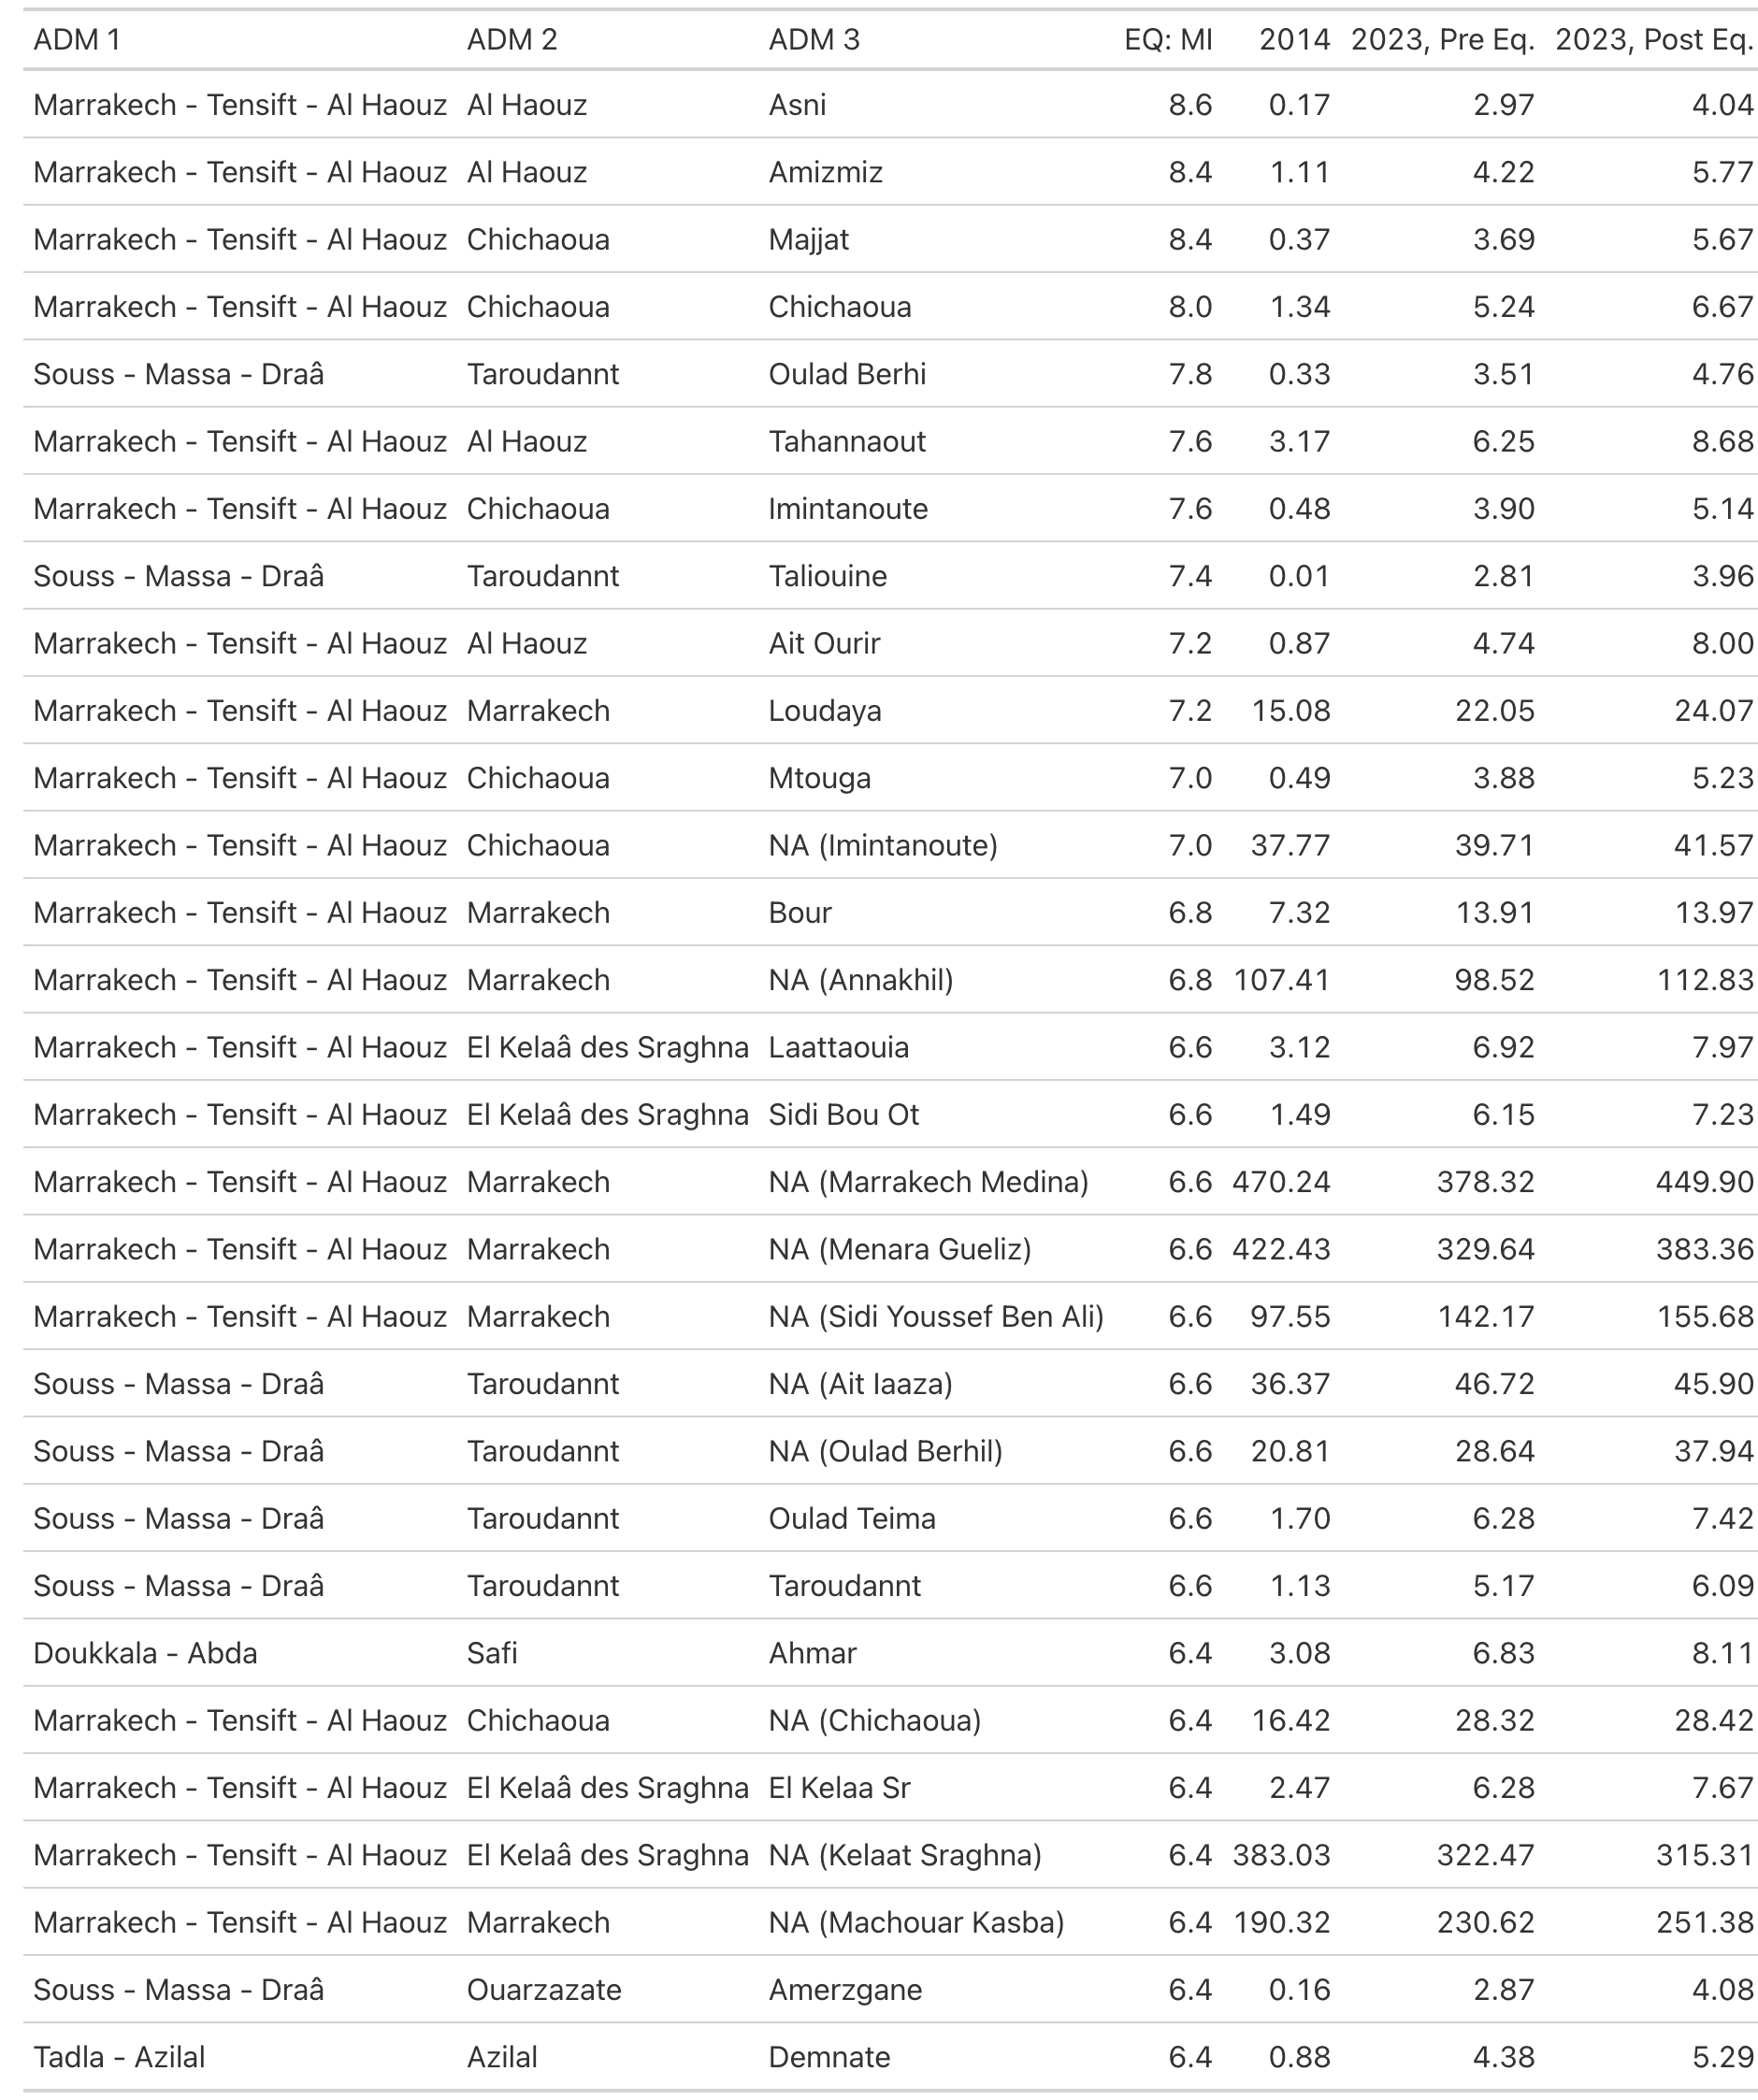 ADM 1 ADM 2 ADM 3 EQ: MI 2014 2023, Pre Eq. 2023, Post Eq.
Marrakech - Tensift - Al Haouz Al Haouz Asni 8.6 0.17 2.97 4.04
Marrakech - Tensift - Al Haouz Al Haouz Amizmiz 8.4 1.11 4.22 5.77
Marrakech - Tensift - Al Haouz Chichaoua Majjat 8.4 0.37 3.69 5.67
Marrakech - Tensift - Al Haouz Chichaoua Chichaoua 8.0 1.34 5.24 6.67
Souss - Massa - Draâ Taroudannt Oulad Berhi 7.8 0.33 3.51 4.76
Marrakech - Tensift - Al Haouz Al Haouz Tahannaout 7.6 3.17 6.25 8.68
Marrakech - Tensift - Al Haouz Chichaoua Imintanoute 7.6 0.48 3.90 5.14
Souss - Massa - Draâ Taroudannt Taliouine 7.4 0.01 2.81 3.96
Marrakech - Tensift - Al Haouz Al Haouz Ait Ourir 7.2 0.87 4.74 8.00
Marrakech - Tensift - Al Haouz Marrakech Loudaya 7.2 15.08 22.05 24.07
Marrakech - Tensift - Al Haouz Chichaoua Mtouga 7.0 0.49 3.88 5.23
Marrakech - Tensift - Al Haouz Chichaoua NA (Imintanoute) 7.0 37.77 39.71 41.57
Marrakech - Tensift - Al Haouz Marrakech Bour 6.8 7.32 13.91 13.97
Marrakech - Tensift - Al Haouz Marrakech NA (Annakhil) 6.8 107.41 98.52 112.83
Marrakech - Tensift - Al Haouz El Kelaâ des Sraghna Laattaouia 6.6 3.12 6.92 7.97
Marrakech - Tensift - Al Haouz El Kelaâ des Sraghna Sidi Bou Ot 6.6 1.49 6.15 7.23
Marrakech - Tensift - Al Haouz Marrakech NA (Marrakech Medina) 6.6 470.24 378.32 449.90
Marrakech - Tensift - Al Haouz Marrakech NA (Menara Gueliz) 6.6 422.43 329.64 383.36
Marrakech - Tensift - Al Haouz Marrakech NA (Sidi Youssef Ben Ali) 6.6 97.55 142.17 155.68
Souss - Massa - Draâ Taroudannt NA (Ait Iaaza) 6.6 36.37 46.72 45.90
Souss - Massa - Draâ Taroudannt NA (Oulad Berhil) 6.6 20.81 28.64 37.94
Souss - Massa - Draâ Taroudannt Oulad Teima 6.6 1.70 6.28 7.42
Souss - Massa - Draâ Taroudannt Taroudannt 6.6 1.13 5.17 6.09
Doukkala - Abda Safi Ahmar 6.4 3.08 6.83 8.11
Marrakech - Tensift - Al Haouz Chichaoua NA (Chichaoua) 6.4 16.42 28.32 28.42
Marrakech - Tensift - Al Haouz El Kelaâ des Sraghna El Kelaa Sr 6.4 2.47 6.28 7.67
Marrakech - Tensift - Al Haouz El Kelaâ des Sraghna NA (Kelaat Sraghna) 6.4 383.03 322.47 315.31
Marrakech - Tensift - Al Haouz Marrakech NA (Machouar Kasba) 6.4 190.32 230.62 251.38
Souss - Massa - Draâ Ouarzazate Amerzgane 6.4 0.16 2.87 4.08
Tadla - Azilal Azilal Demnate 6.4 0.88 4.38 5.29